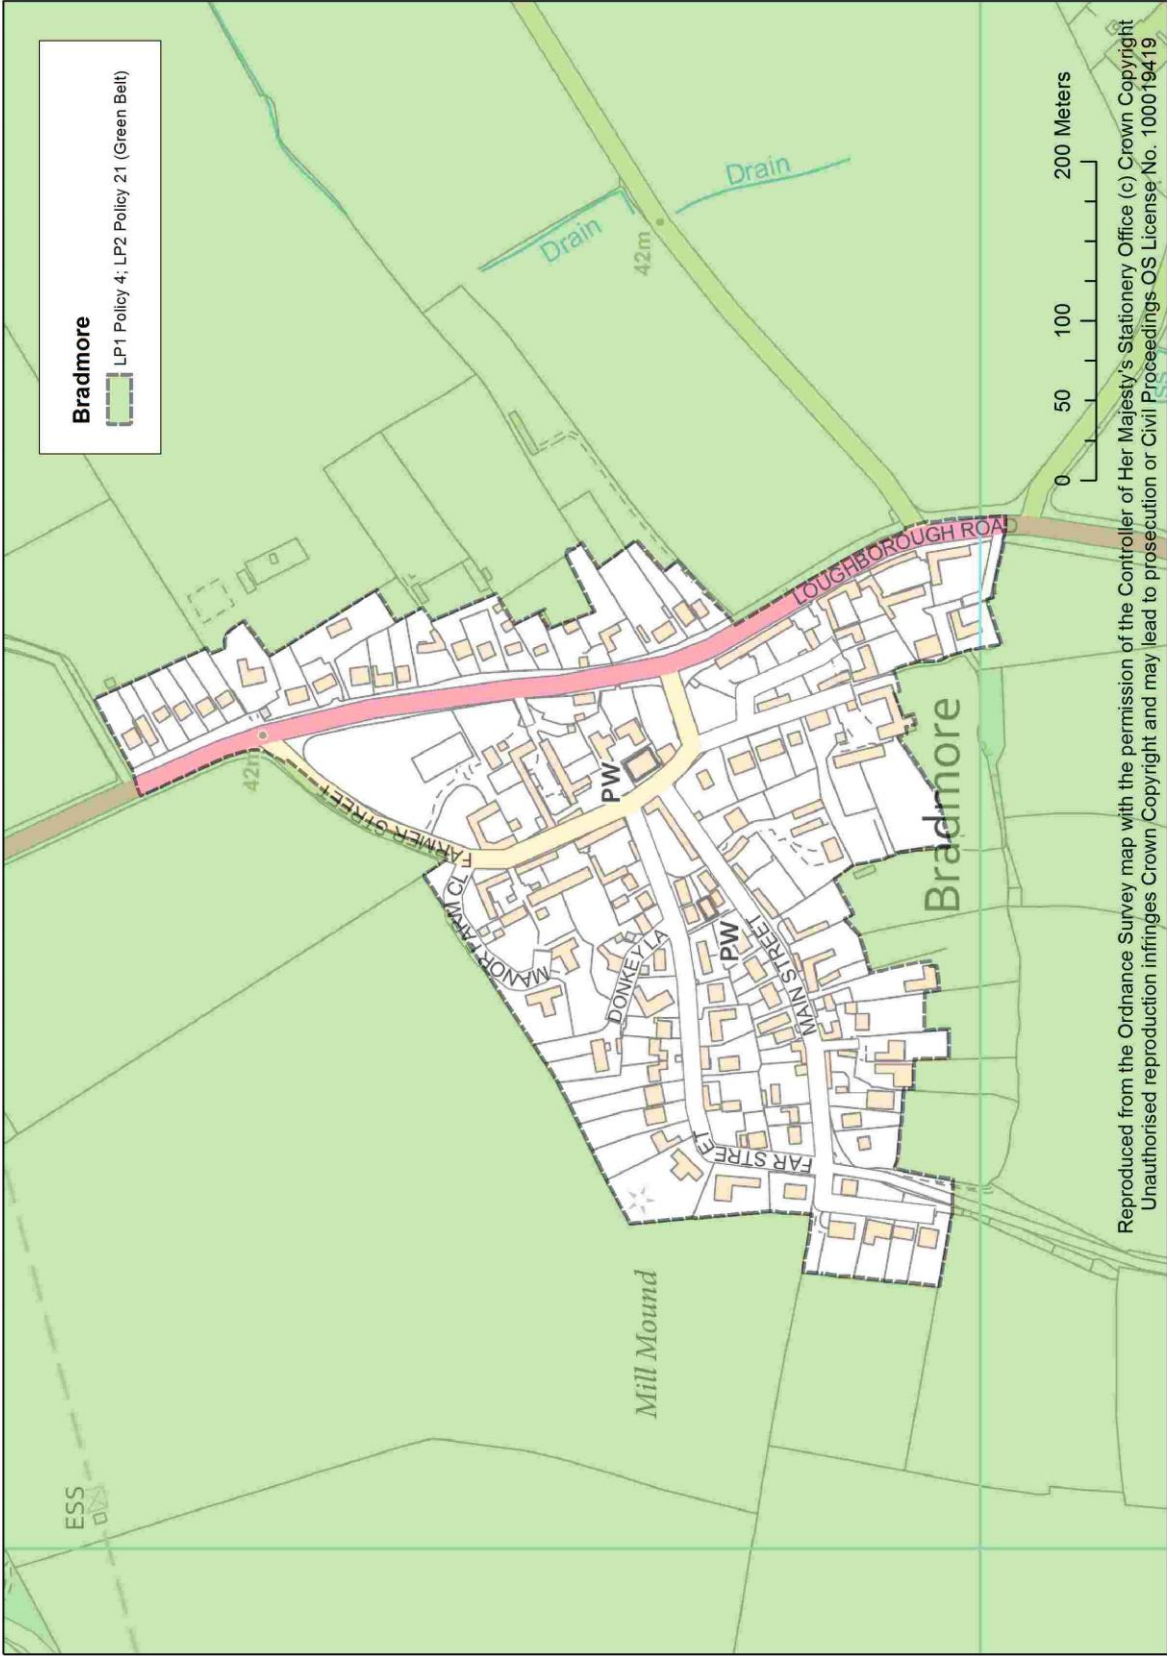 Bradmore
LP1 Policy 4; LP2 Policy 21 (Green Belt)
ESS
Drain
Drain
42m
42m
FARMER STREET
MANOR FARM CL
PW
DONKEY LA
PW
LOUGHBOROUGH ROAD
MAIN STREET
FAR STREET
Mill Mound
Bradmore
0 50 100 200 Meters
Reproduced from the Ordnance Survey map with the permission of the Controller of Her Majesty's Stationery Office (c) Crown Copyright
Unauthorised reproduction infringes Crown Copyright and may lead to prosecution or Civil Proceedings OS License No. 100019419